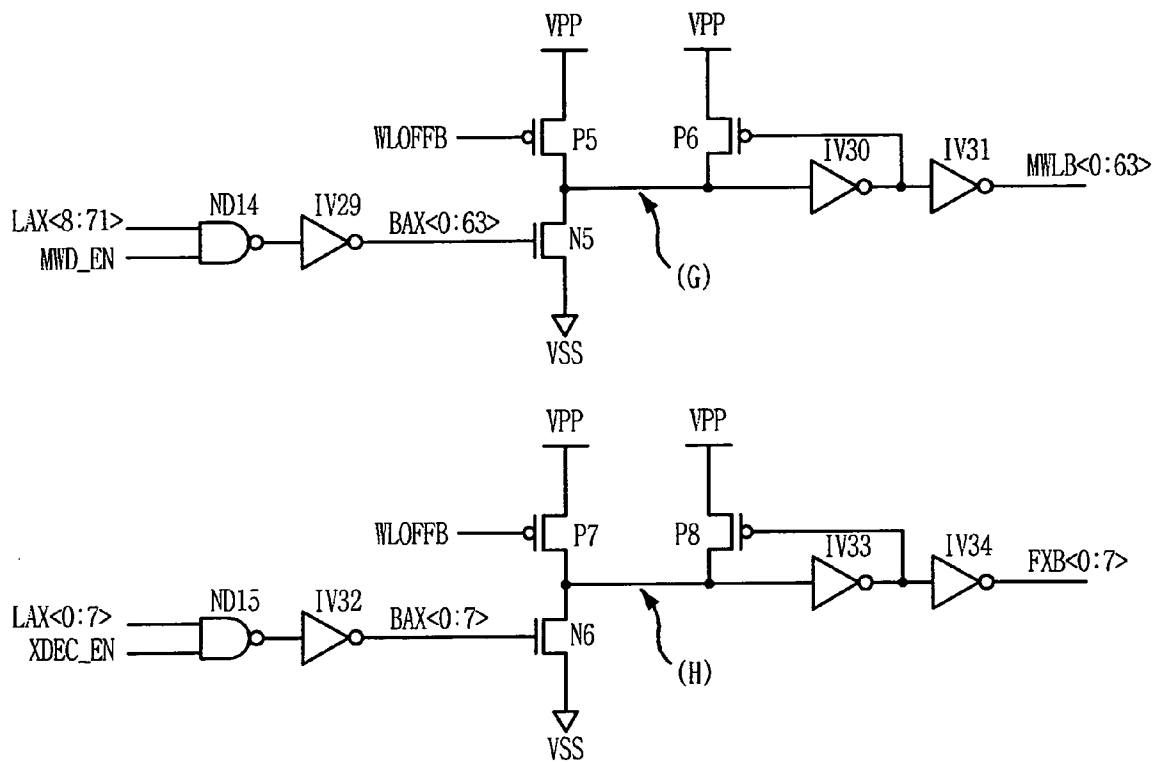 VPP VPP
WLOFFB P5 P6 IV30 IV31 MWLB<0:63>
LAX<8:71> ND14 IV29 BAX<0:63> N5
MWD_EN
(G)
VSS
VPP VPP
WLOFFB P7 P8 IV33 IV34 FXB<0:7>
LAX<0:7> ND15 IV32 BAX<0:7> N6
XDEC_EN
(H)
VSS